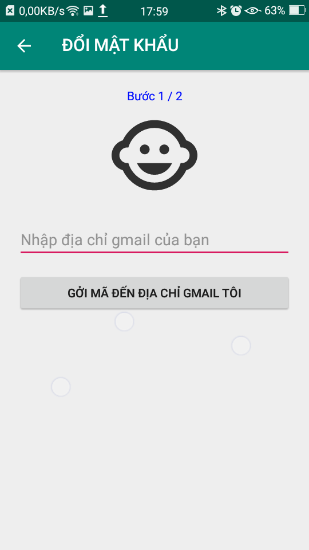 0,00KB/s 17:59 63%
ĐỔI MẬT KHẨU
Bước 1 / 2
Nhập địa chỉ gmail của bạn
GỞI MÃ ĐẾN ĐỊA CHỈ GMAIL TÔI